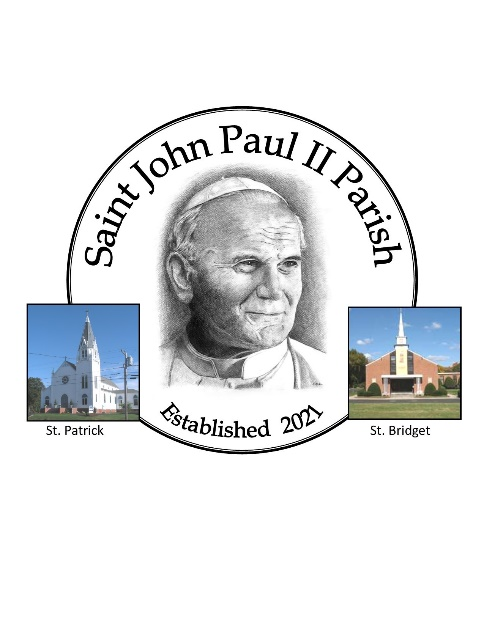 Saint John Paul II Parish
St. Patrick
St. Bridget
Established 2021